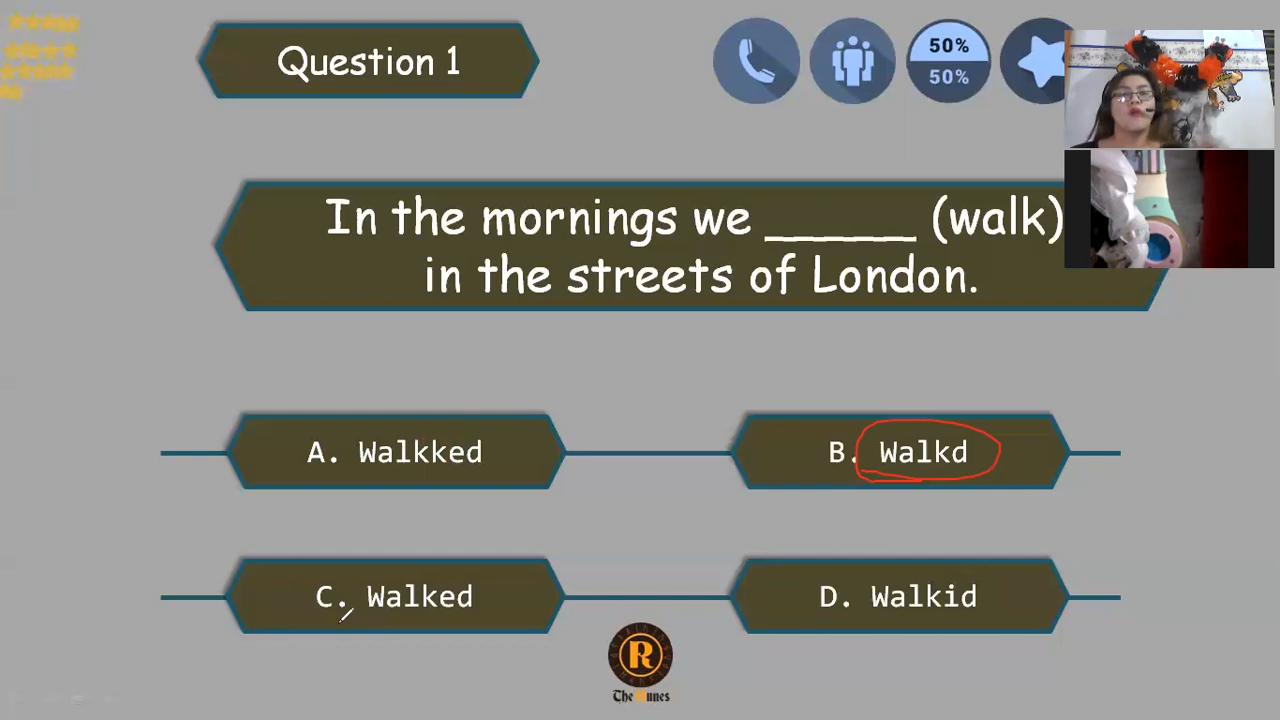 Question 1
50%
50%
In the mornings we ______ (walk)
in the streets of London.
A. Walkked
B. Walkd
C. Walked
D. Walkid
R
The Runes